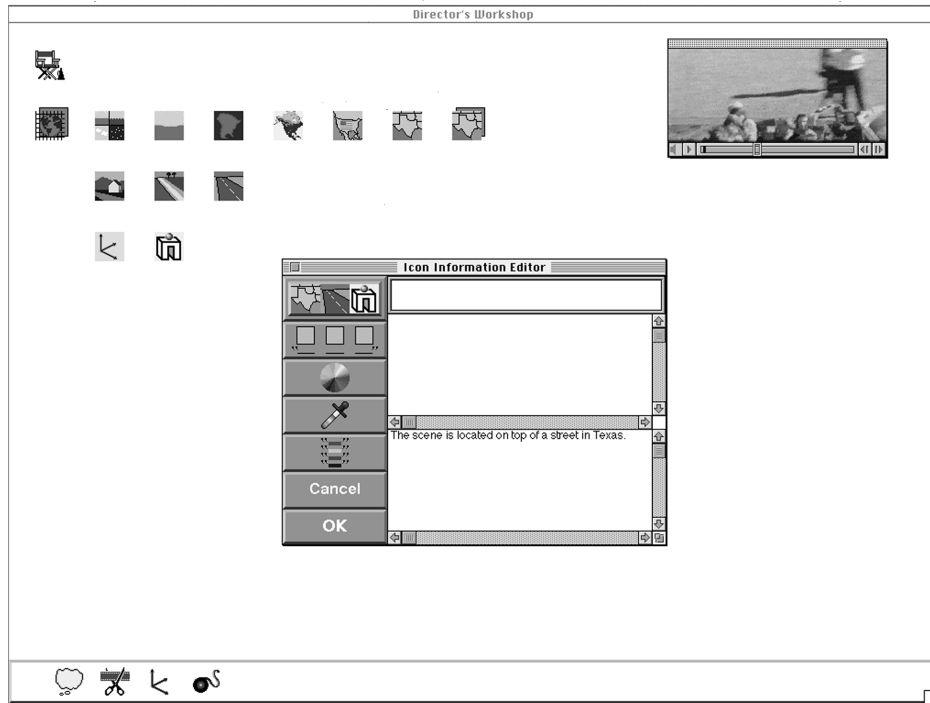 Director's Workshop
Icon Information Editor
The scene is located on top of a street in Texas.
Cancel
OK